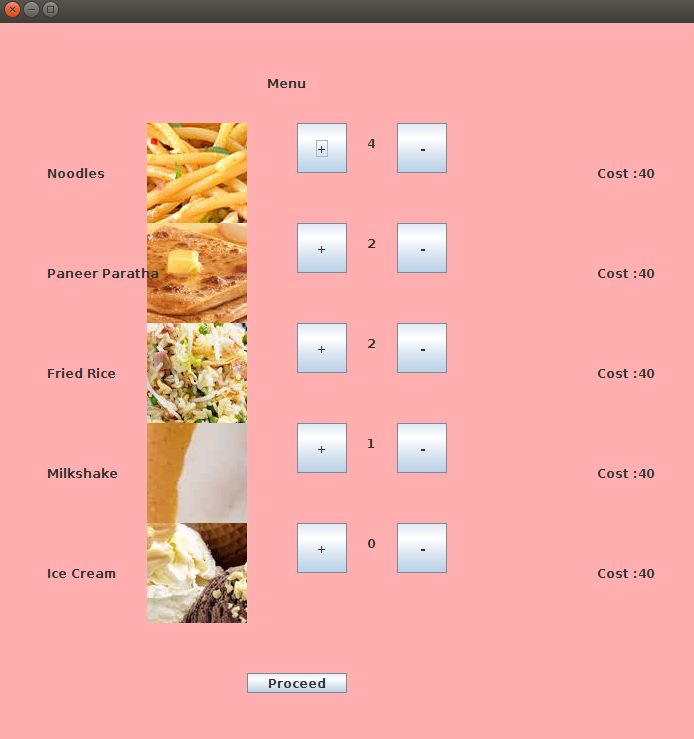 Menu
+ 4 -
Noodles Cost :40
+ 2 -
Paneer Paratha Cost :40
+ 2 -
Fried Rice Cost :40
+ 1 -
Milkshake Cost :40
+ 0 -
Ice Cream Cost :40
Proceed